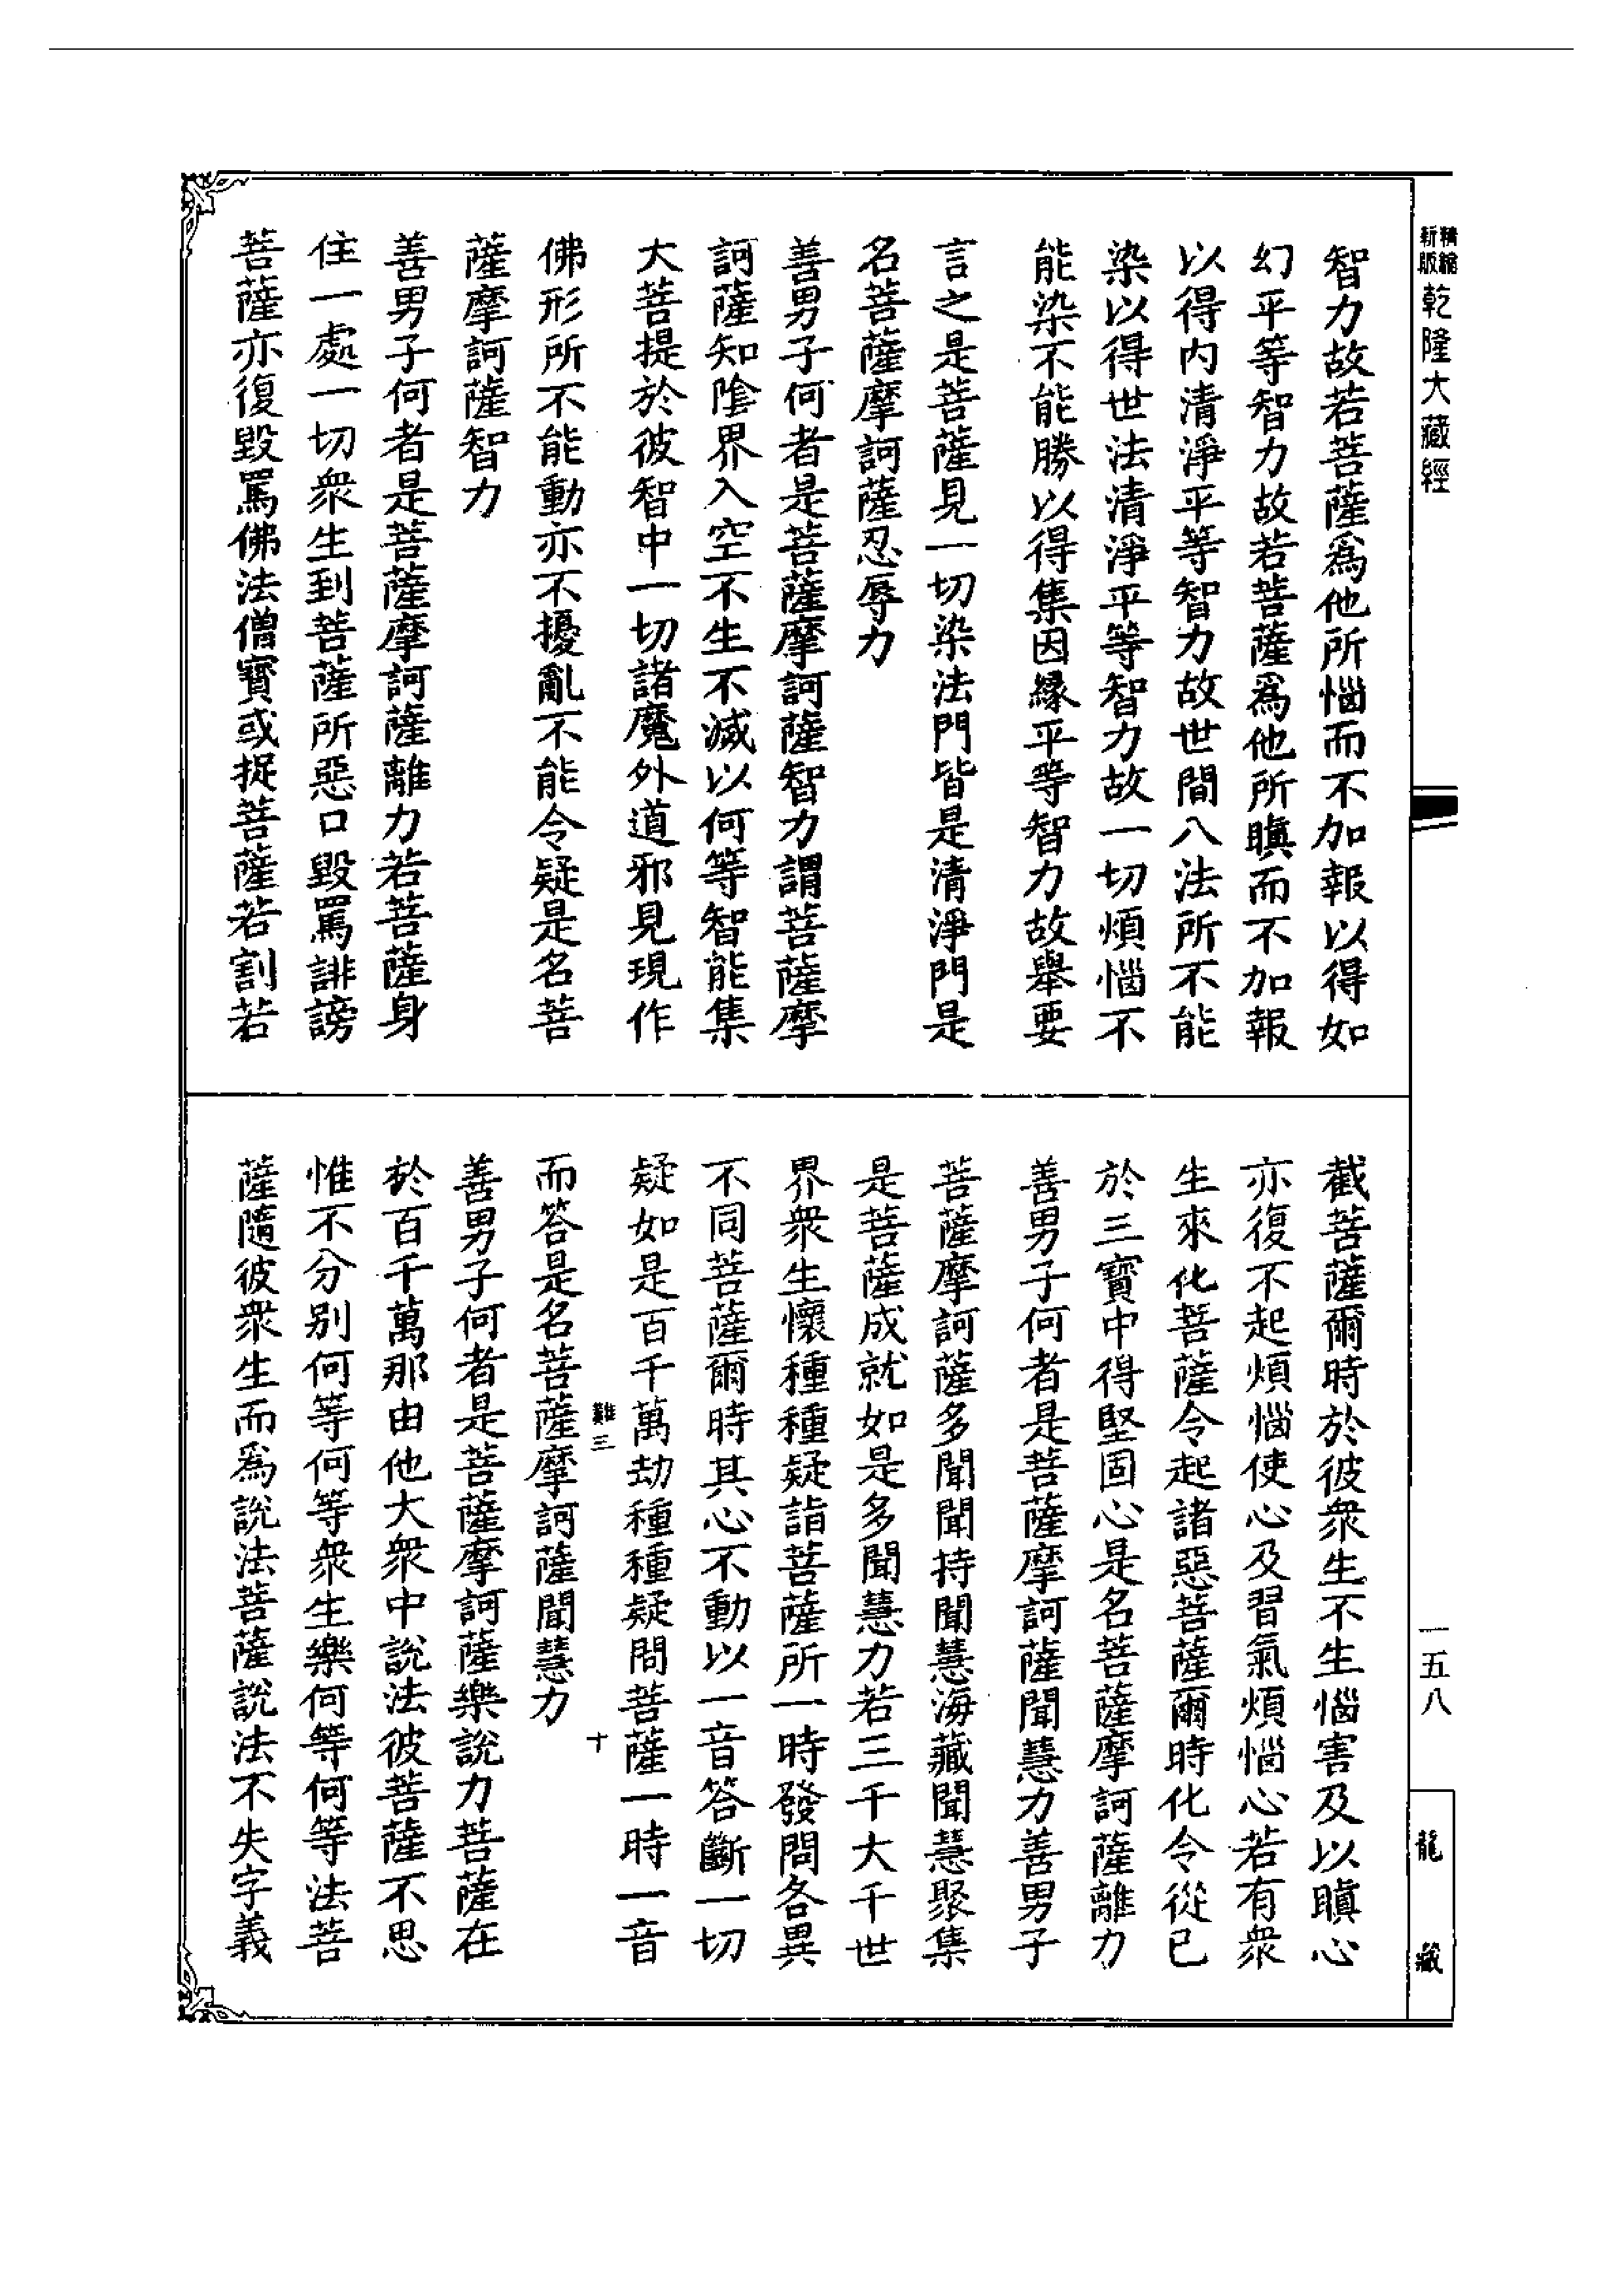 精縮新版乾隆大藏經
一五八
龍藏
智力故若菩薩爲他所惱而不加報以得如
幻平等智力故若菩薩爲他所瞋而不加報
以得内清淨平等智力故世間八法所不能
染以得世法清淨平等智力故一切煩惱不
能染不能勝以得集因緣平等智力故舉要
言之是菩薩見一切染法門皆是清淨門是
名菩薩摩訶薩忍辱力
善男子何者是菩薩摩訶薩智力謂菩薩摩
訶薩知陰界入空不生不滅以何等智能集
大菩提於彼智中一切諸魔外道邪見現作
佛形所不能動亦不擾亂不能令疑是名菩
薩摩訶薩智力
善男子何者是菩薩摩訶薩離力若菩薩身
住一處一切衆生到菩薩所惡口毀罵誹謗
菩薩亦復毀罵佛法僧寶或捉菩薩若割若
截菩薩爾時於彼衆生不生惱害及以瞋心
亦復不起煩惱使心及習氣煩惱心若有衆
生來化菩薩令起諸惡菩薩爾時化令從已
於三寶中得堅固心是名菩薩摩訶薩離力
善男子何者是菩薩摩訶薩聞慧力善男子
菩薩摩訶薩多聞聞持聞慧海藏聞慧聚集
是菩薩成就如是多聞慧力若三千大千世
界衆生懷種種疑詣菩薩所一時發問各異
不同菩薩爾時其心不動以一音答斷一切
疑如是百千萬劫種種疑問菩薩一時一音
難三 十
而答是名菩薩摩訶薩聞慧力
善男子何者是菩薩摩訶薩樂説力菩薩在
於百千萬那由他大衆中説法彼菩薩不思
惟不分别何等何等衆生樂何等何等法菩
薩隨彼衆生而爲説法菩薩説法不失字義